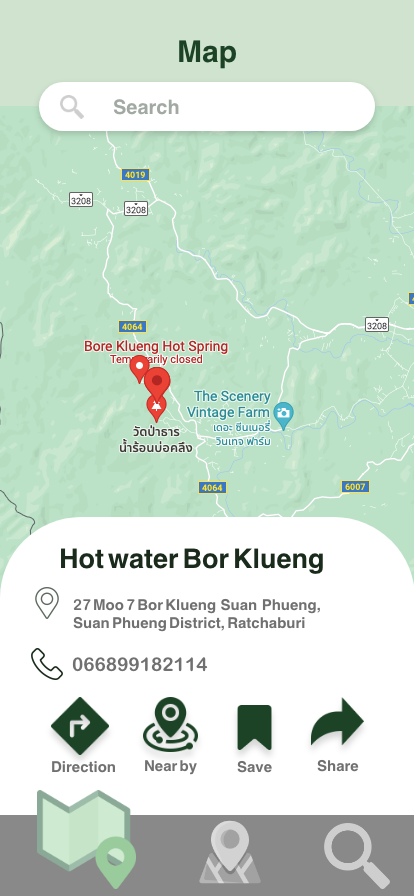 Map
Search
4019
3208
3208
4064
3208
Bore Klueng Hot Spring
closed
The Scenery
Vintage Farm
เดอะ ซีนเนอรี่
วินเทจ ฟาร์ม
วัดป่าธาร
น้ำร้อนบ่อคลึง
4064
6007
Hot water Bor Klueng
27 Moo 7 Bor Klueng Suan Phueng,
Suan Phueng District, Ratchaburi
066899182114
Direction
Near by
Save
Share